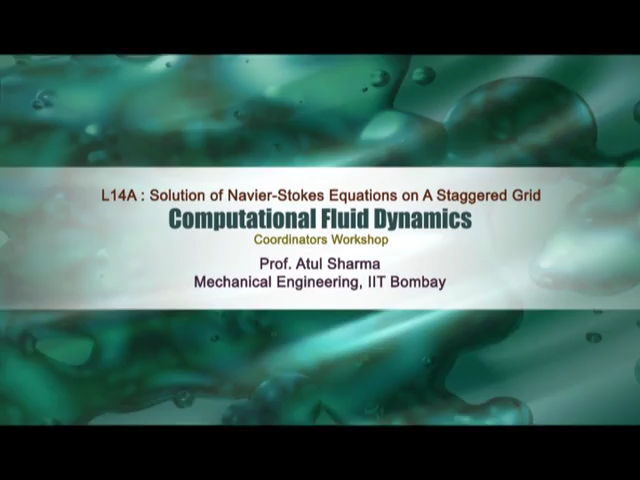 L14A : Solution of Navier-Stokes Equations on A Staggered Grid
Computational Fluid Dynamics
Coordinators Workshop
Prof. Atul Sharma
Mechanical Engineering, IIT Bombay